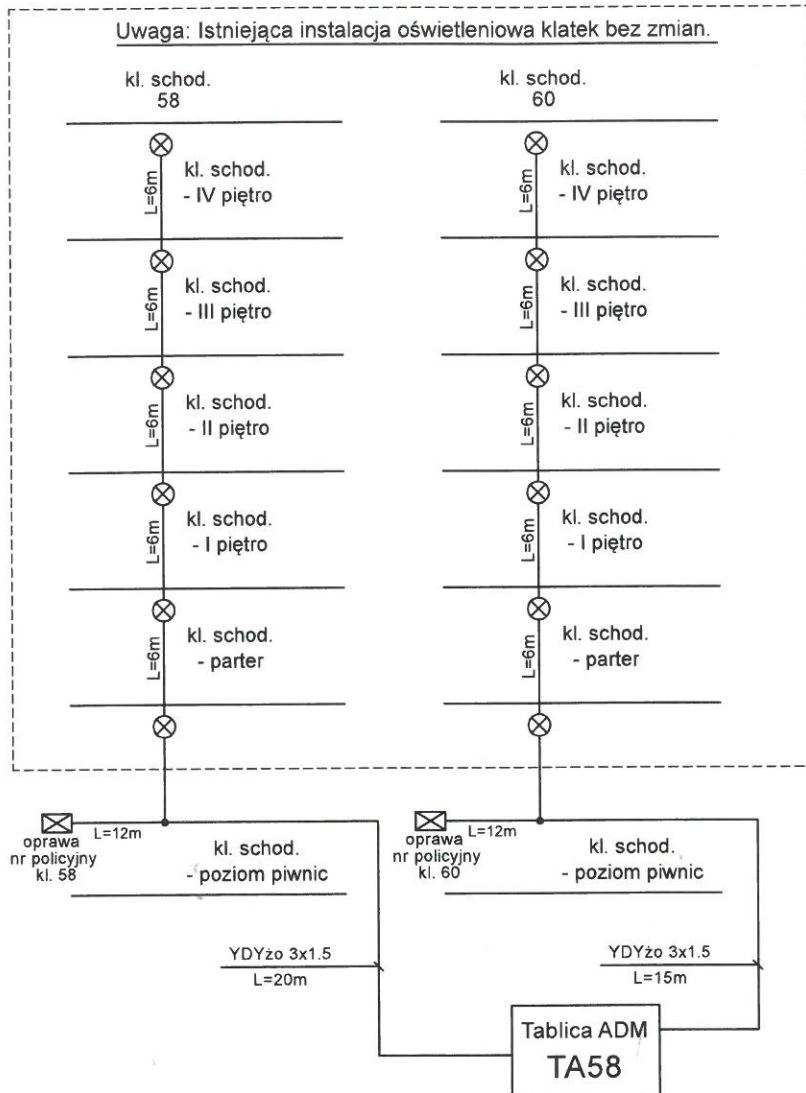 Uwaga: Istniejąca instalacja oświetleniowa klatek bez zmian.
kl. schod.
58
L=6m
kl. schod.
- IV piętro
L=6m
kl. schod.
- III piętro
L=6m
kl. schod.
- II piętro
L=6m
kl. schod.
- I piętro
L=6m
kl. schod.
- parter
kl. schod.
60
L=6m
kl. schod.
- IV piętro
L=6m
kl. schod.
- III piętro
L=6m
kl. schod.
- II piętro
L=6m
kl. schod.
- I piętro
L=6m
kl. schod.
- parter
L=12m
oprawa
nr policyjny
kl. 58
kl. schod.
- poziom piwnic
L=12m
oprawa
nr policyjny
kl. 60
kl. schod.
- poziom piwnic
YDYżo 3x1.5
L=20m
YDYżo 3x1.5
L=15m
Tablica ADM
TA58